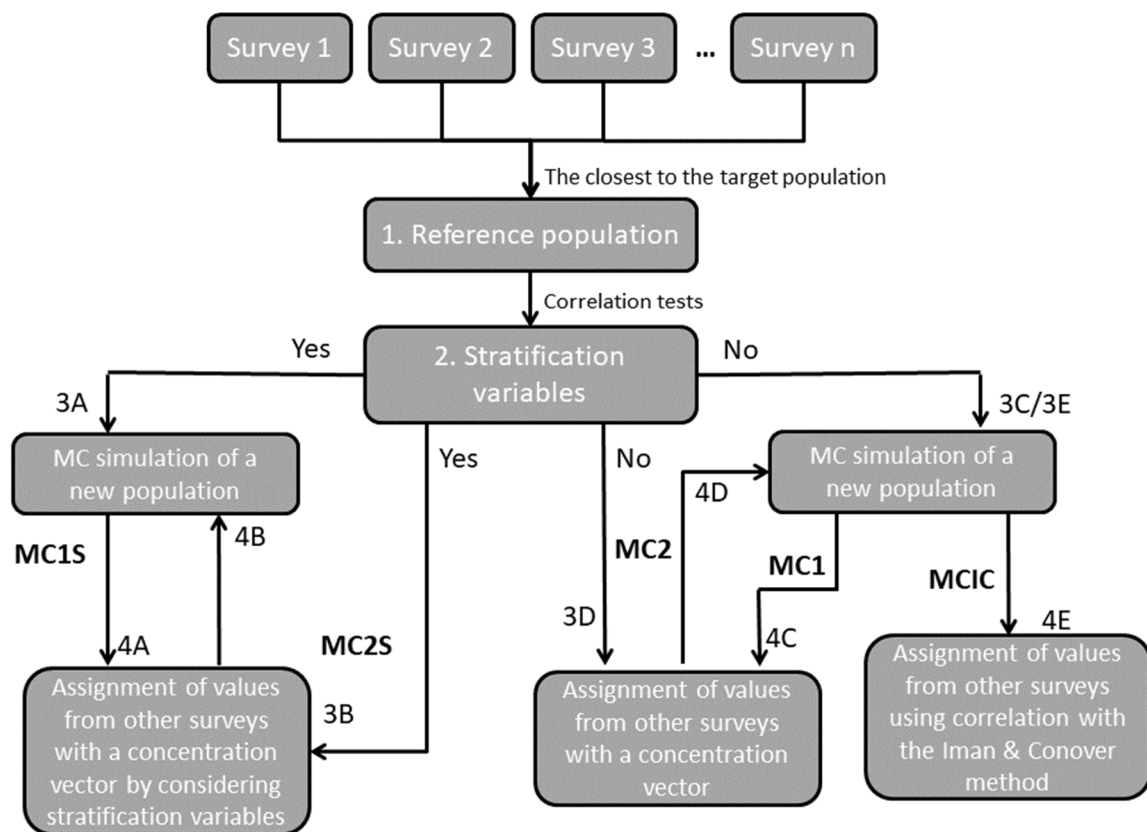 Survey 1
Survey 2
Survey 3
...
Survey n
The closest to the target population
1. Reference population
Correlation tests
2. Stratification
variables
Yes
No
3A
3C/3E
MC simulation of a
new population
Yes
No
MC simulation of a
new population
4D
4B
MC1S
MC2
MC1
MCIC
4A
MC2S
3D
4C
4E
Assignment of values
from other surveys
with a concentration
vector by considering
stratification variables
3B
Assignment of values
from other surveys
with a concentration
vector
Assignment of values
from other surveys
using correlation with
the Iman & Conover
method